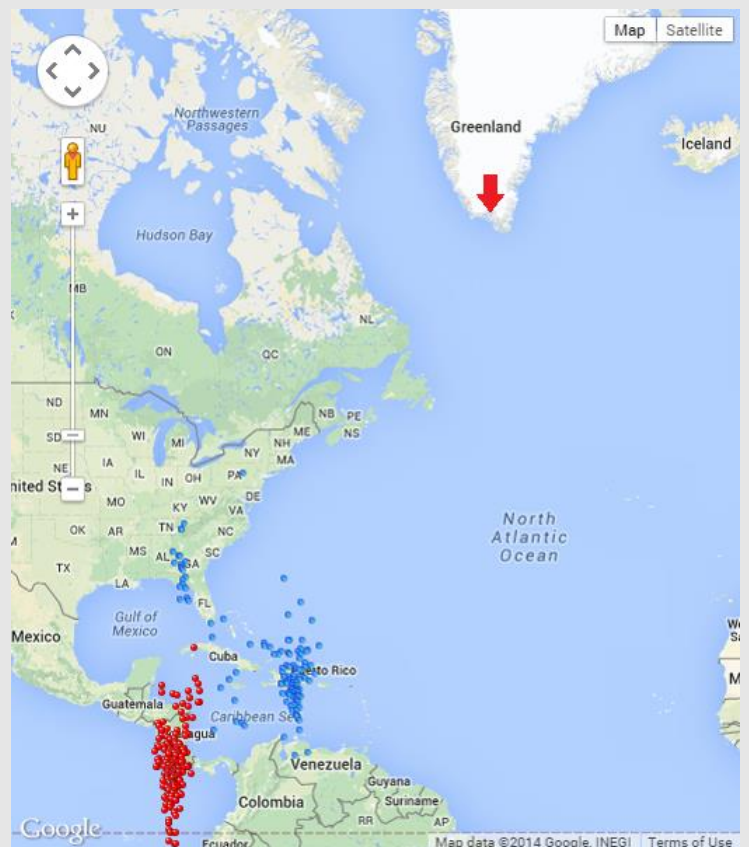 Map
Satellite
Greenland
Iceland
Northwestern
Passages
NU
Hudson Bay
MB
NL
ON
QC
ND
MN
NB
PE
SD
WI
MI
ME
NS
NH
NY
MA
NE
IA
IL
IN
OH
PA
nited St s
MO
KY
WV
DE
VA
OK
AR
TN
NC
North
Atlantic
Ocean
MS
AL
GA
SC
TX
LA
FL
Gulf of
Mexico
Mexico
Cuba
Guatemala
Caribbean Se
Venezuela
Guyana
Suriname
Colombia
RR
AP
Ecuador
Google
Map data ©2014 Google, INEGI
Terms of Use